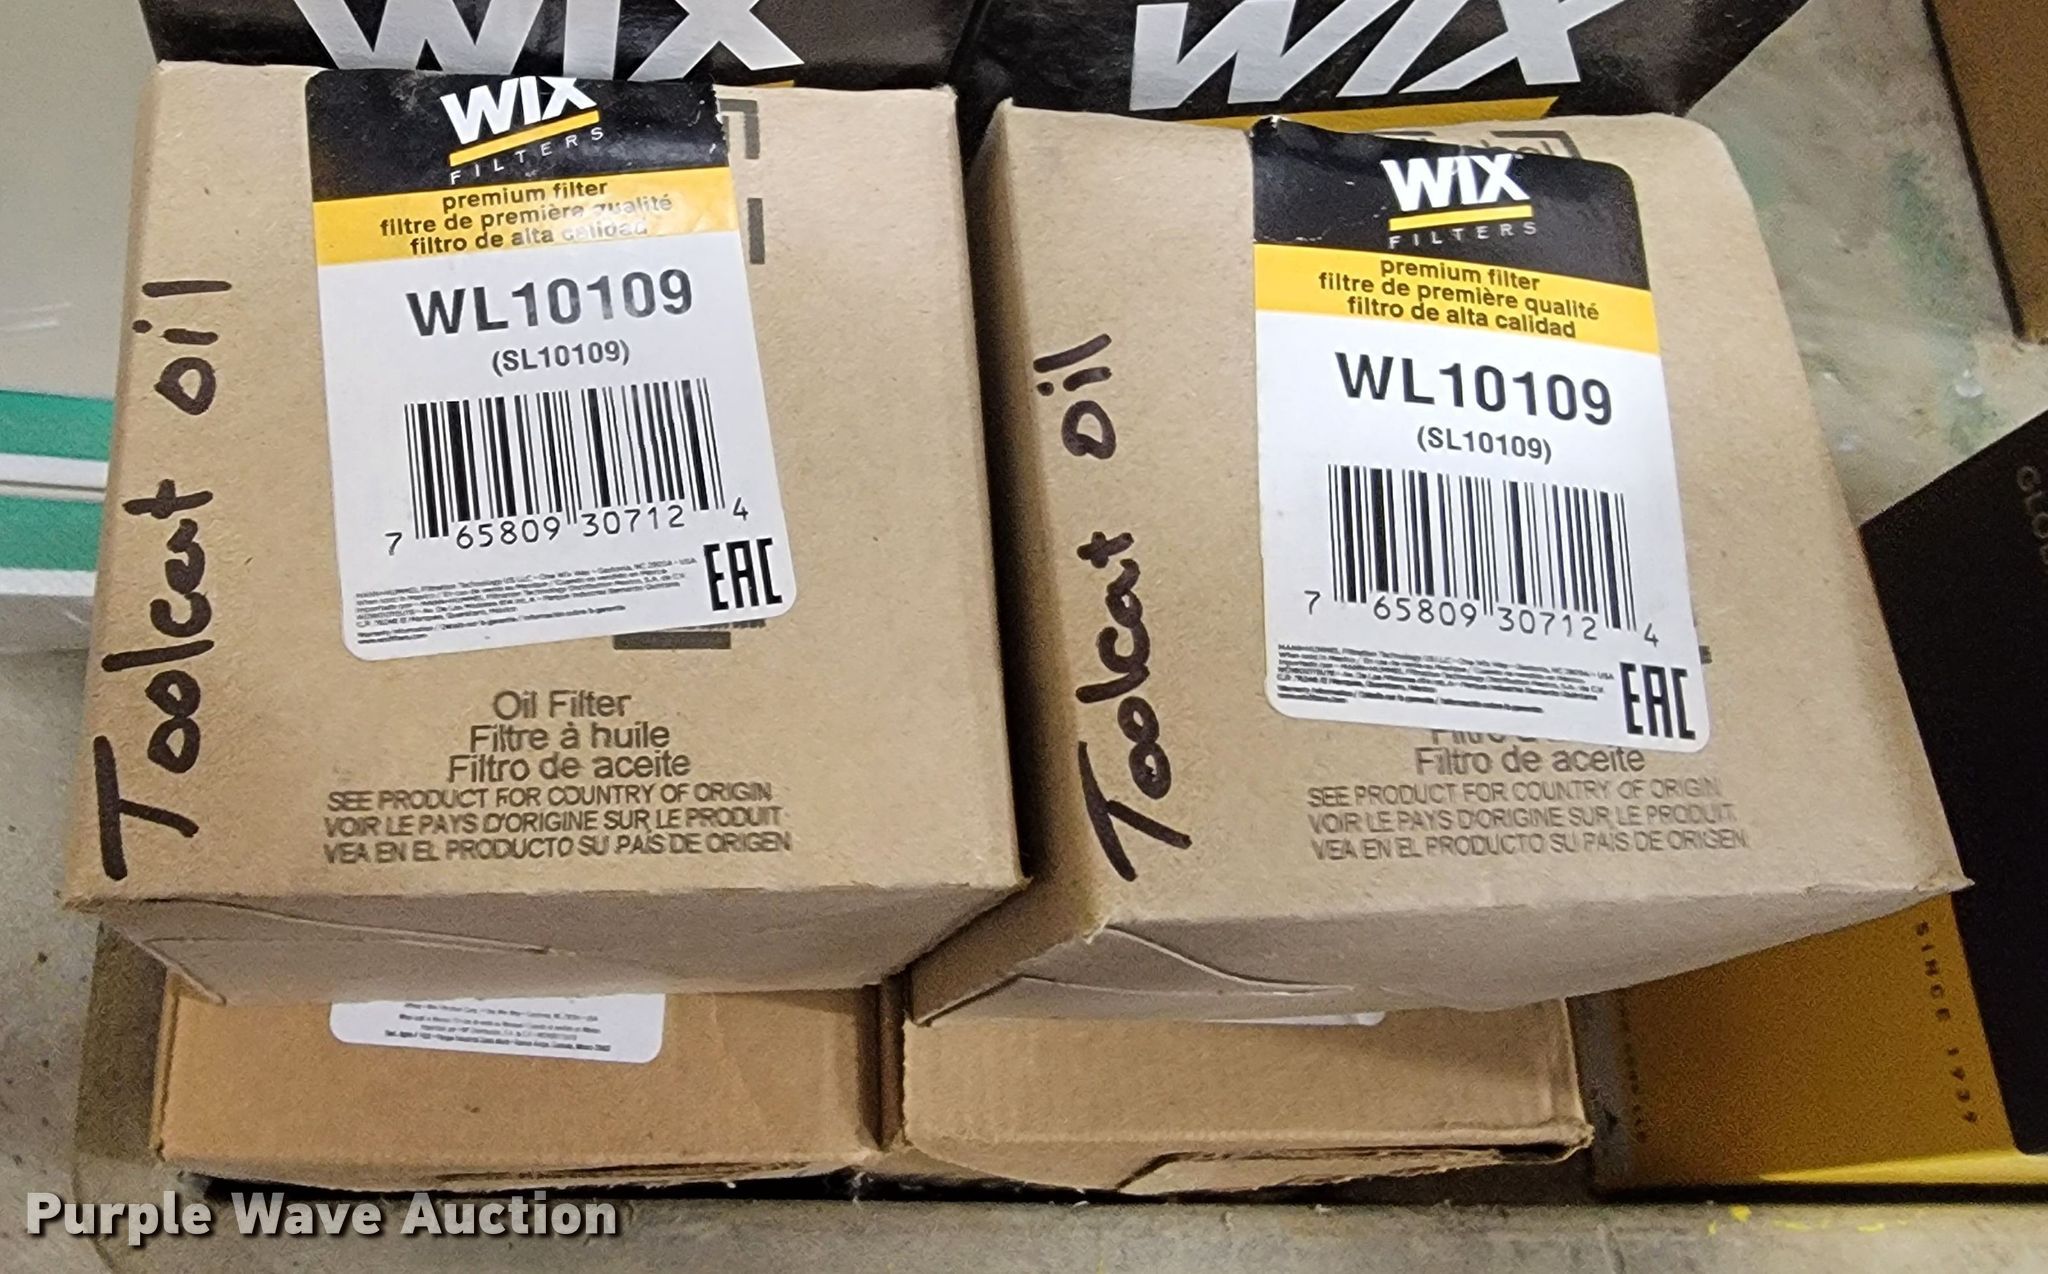 WIX
WIX
WIX
FILTERS
premium filter
filtre de première qualité
filtro de alta calidad
WL10109
(SL10109)
7 65809 30712 4
EAC
Oil Filter
Filtre à huile
Filtro de aceite
SEE PRODUCT FOR COUNTRY OF ORIGIN
VOIR LE PAYS D'ORIGINE SUR LE PRODUIT
VEA EN EL PRODUCTO SU PAIS DE ORIGEN
Toolcat oil
WIX
FILTERS
premium filter
filtre de première qualité
filtro de alta calidad
WL10109
(SL10109)
7 65809 30712 4
EAC
Filtro de aceite
SEE PRODUCT FOR COUNTRY OF ORIGIN
VOIR LE PAYS D'ORIGINE SUR LE PRODUIT
VEA EN EL PRODUCTO SU PAIS DE ORIGEN
Toolcat oil
SINCE 1939
Purple Wave Auction